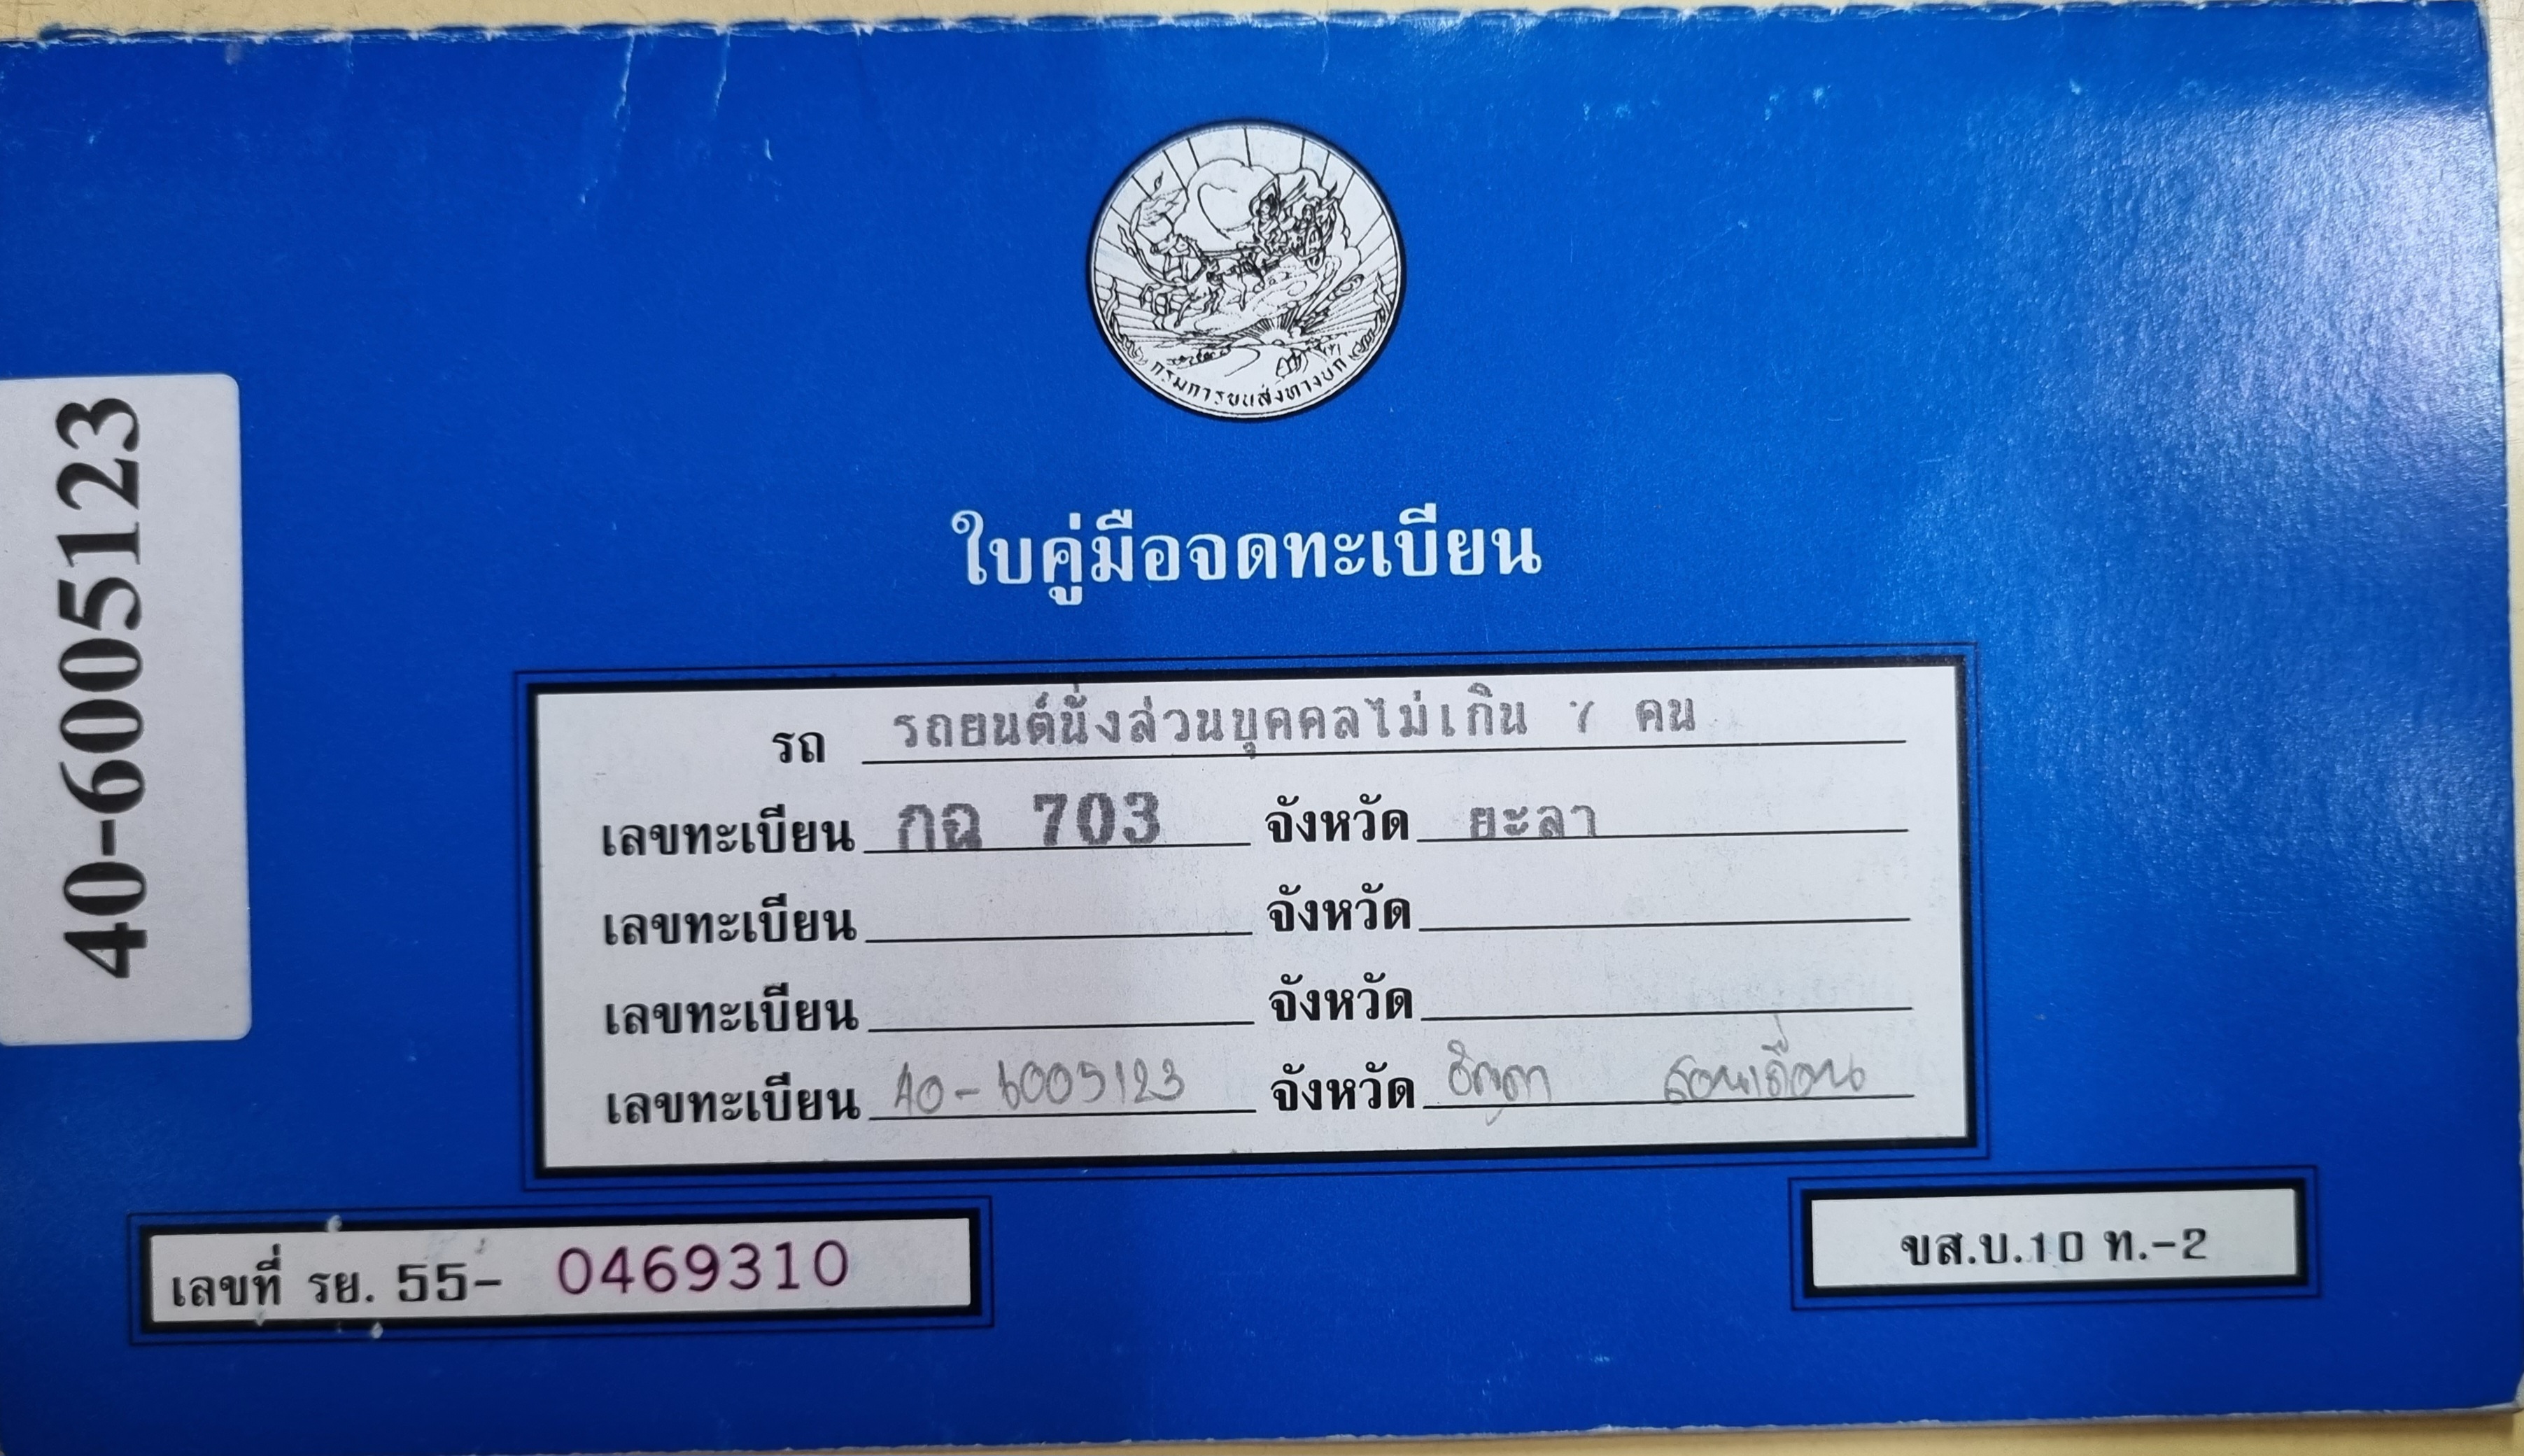 กรมการขนส่งทางบก
ใบคู่มือจดทะเบียน
รถ รถยนต์นั่งส่วนบุคคลไม่เกิน 7 คน
เลขทะเบียน กฉ 703 จังหวัด ยะลา
เลขทะเบียน จังหวัด
เลขทะเบียน จังหวัด
เลขทะเบียน 40-6005123 จังหวัด
เลขที่ รย. 55- 0469310
ขส.บ.10 ท.-2
40-6005123